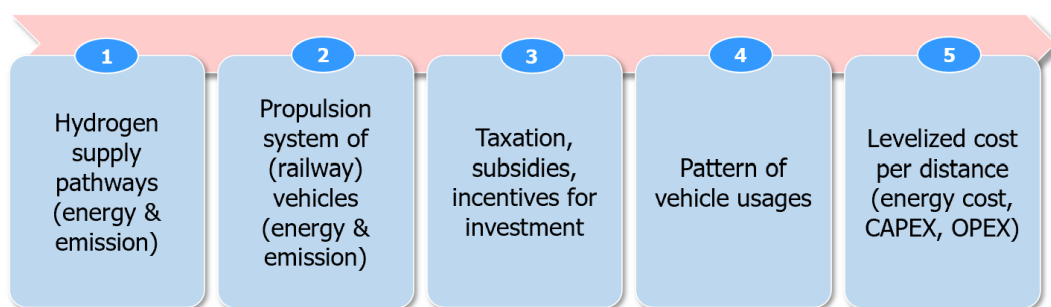 1
Hydrogen
supply
pathways
(energy &
emission)
2
Propulsion
system of
(railway)
vehicles
(energy &
emission)
3
Taxation,
subsidies,
incentives for
investment
4
Pattern of
vehicle usages
5
Levelized cost
per distance
(energy cost,
CAPEX, OPEX)